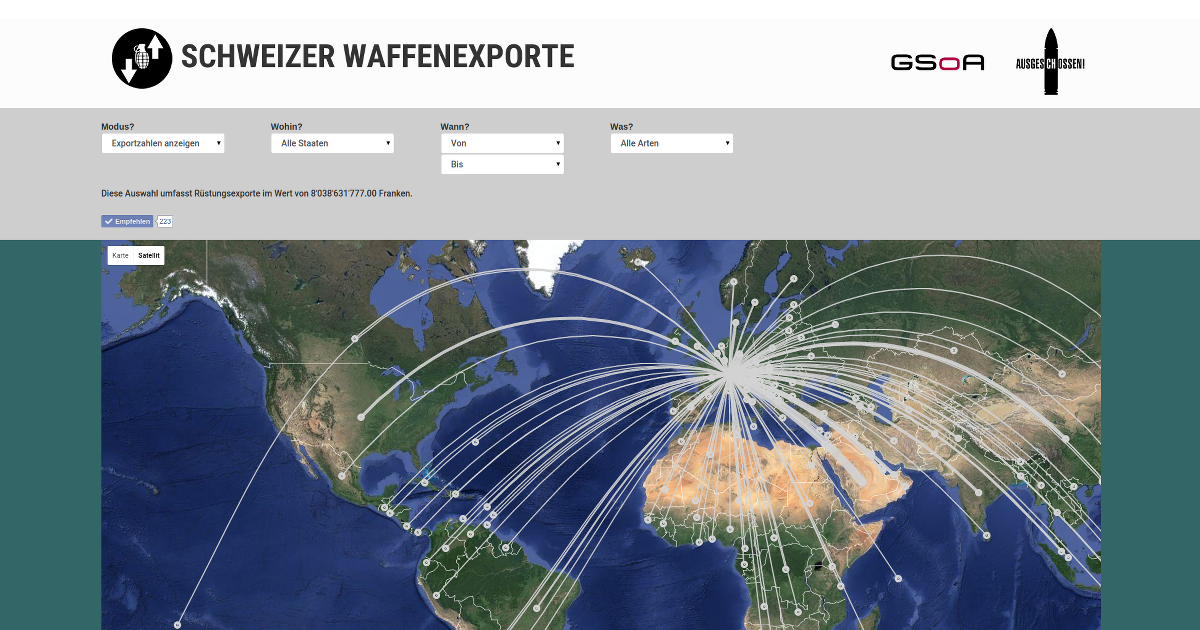 SCHWEIZER WAFFENEXPORTE
GSoA
AUSGESCHOSSEN!
Modus?
Wohin?
Wann?
Was?
Exportzahlen anzeigen
Alle Staaten
Von
Alle Arten
Bis
Diese Auswahl umfasst Rüstungsexporte im Wert von 8'038'631'777.00 Franken.
Empfehlen 223
Karte Satellit